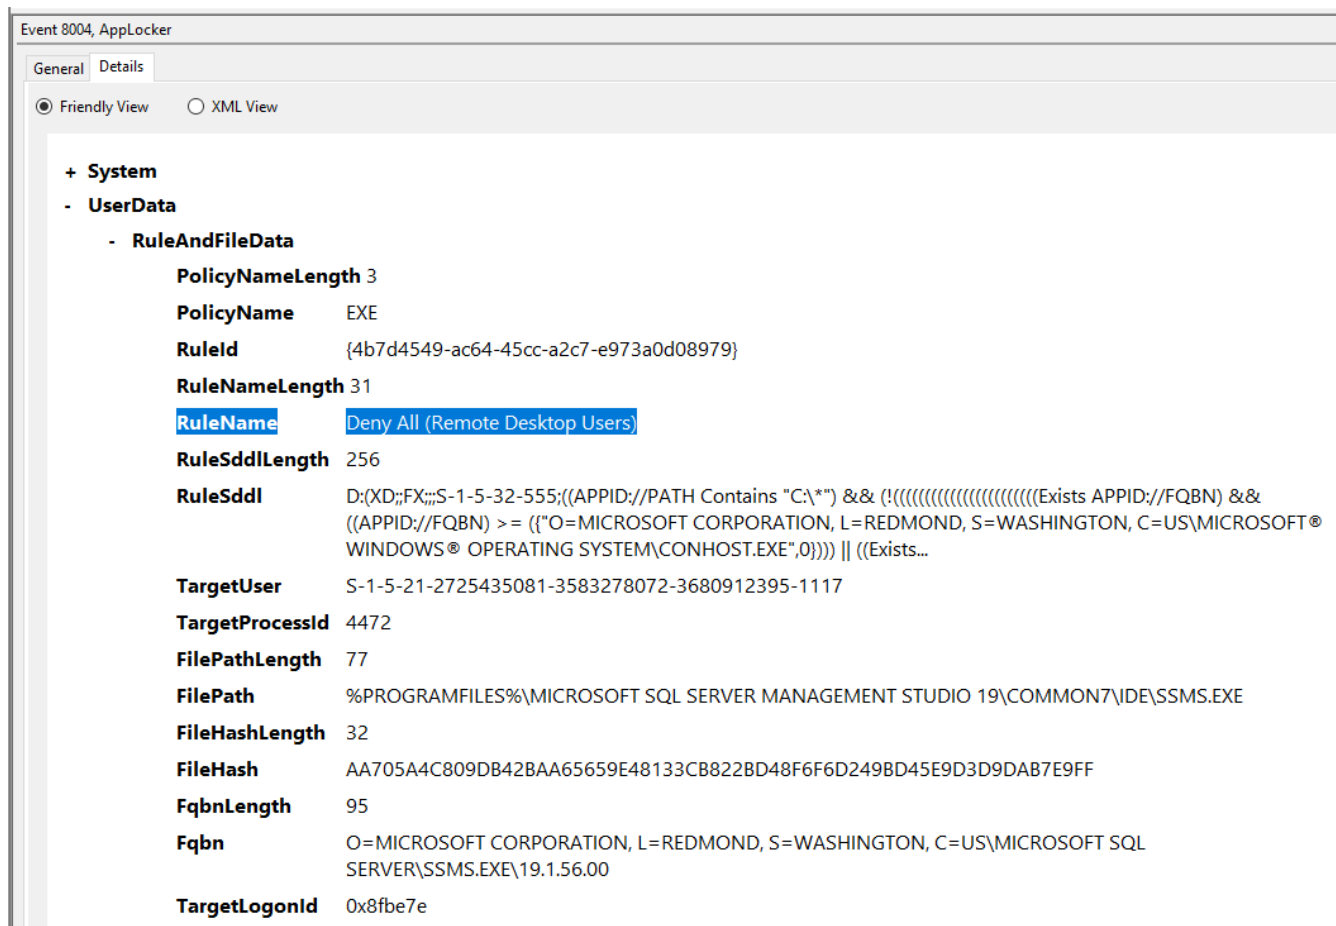 Event 8004, AppLocker
General Details
Friendly View XML View
+ System
- UserData
- RuleAndFileData
PolicyNameLength 3
PolicyName EXE
RuleId {4b7d4549-ac64-45cc-a2c7-e973a0d08979}
RuleNameLength 31
RuleName Deny All (Remote Desktop Users)
RuleSddlLength 256
RuleSddl D:(XD;;FX;;;S-1-5-32-555;((APPID://PATH Contains "C:\*") && (!(((((((((((((((((((((((Exists APPID://FQBN) &&
((APPID://FQBN) >= ({"O=MICROSOFT CORPORATION, L=REDMOND, S=WASHINGTON, C=US\MICROSOFT®
WINDOWS® OPERATING SYSTEM\CONHOST.EXE",0}))) || ((Exists...
TargetUser S-1-5-21-2725435081-3583278072-3680912395-1117
TargetProcessId 4472
FilePathLength 77
FilePath %PROGRAMFILES%\MICROSOFT SQL SERVER MANAGEMENT STUDIO 19\COMMON7\IDE\SSMS.EXE
FileHashLength 32
FileHash AA705A4C809DB42BAA65659E48133CB822BD48F6F6D249BD45E9D3D9DAB7E9FF
FqbnLength 95
Fqbn O=MICROSOFT CORPORATION, L=REDMOND, S=WASHINGTON, C=US\MICROSOFT SQL
SERVER\SSMS.EXE\19.1.56.00
TargetLogonId 0x8fbe7e